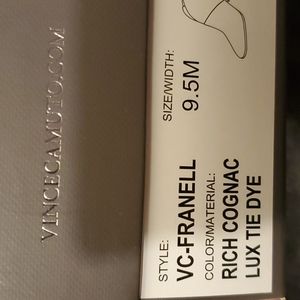 VINCECAMUTO.COM
SIZE/WIDTH:
9.5M
STYLE:
VC-FRANELL
COLOR/MATERIAL:
RICH COGNAC
LUX TIE DYE